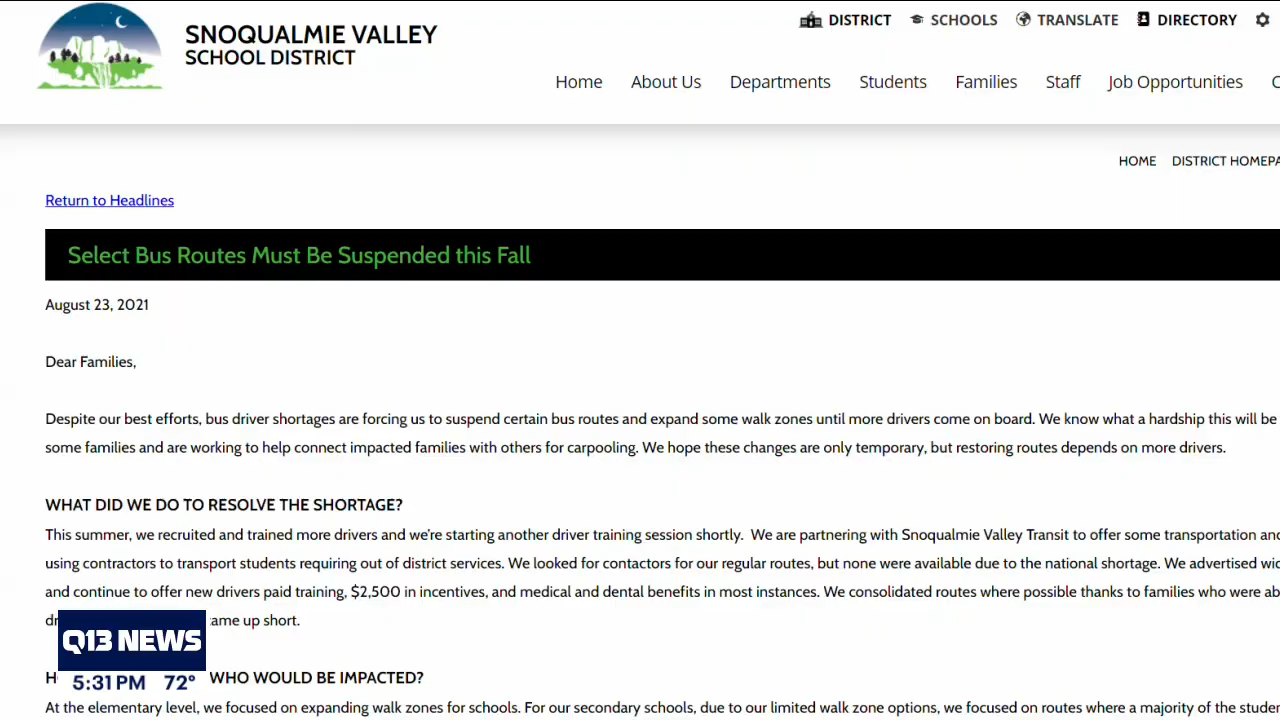 SNOQUALMIE VALLEY
SCHOOL DISTRICT
DISTRICT SCHOOLS TRANSLATE DIRECTORY
Home About Us Departments Students Families Staff Job Opportunities
HOME DISTRICT HOMEPA
Return to Headlines
Select Bus Routes Must Be Suspended this Fall
August 23, 2021
Dear Families,
Despite our best efforts, bus driver shortages are forcing us to suspend certain bus routes and expand some walk zones until more drivers come on board. We know what a hardship this will be
some families and are working to help connect impacted families with others for carpooling. We hope these changes are only temporary, but restoring routes depends on more drivers.
WHAT DID WE DO TO RESOLVE THE SHORTAGE?
This summer, we recruited and trained more drivers and we're starting another driver training session shortly. We are partnering with Snoqualmie Valley Transit to offer some transportation and
using contractors to transport students requiring out of district services. We looked for contactors for our regular routes, but none were available due to the national shortage. We advertised wid
and continue to offer new drivers paid training, $2,500 in incentives, and medical and dental benefits in most instances. We consolidated routes where possible thanks to families who were ab
ame up short.
Q13 NEWS
5:31 PM 72°
WHO WOULD BE IMPACTED?
At the elementary level, we focused on expanding walk zones for schools. For our secondary schools, due to our limited walk zone options, we focused on routes where a majority of the studen